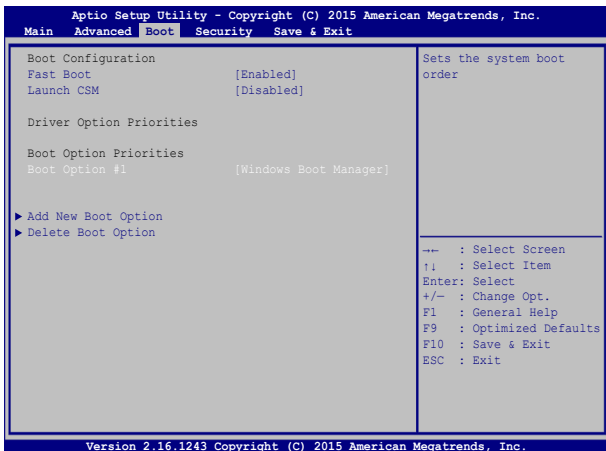 Aptio Setup Utility - Copyright (C) 2015 American Megatrends, Inc.
Main Advanced Boot Security Save & Exit
Boot Configuration
Fast Boot [Enabled]
Launch CSM [Disabled]
Driver Option Priorities
Boot Option Priorities
Boot Option #1 [Windows Boot Manager]
▶ Add New Boot Option
▶ Delete Boot Option
Sets the system boot
order
→← : Select Screen
↑↓ : Select Item
Enter: Select
+/— : Change Opt.
F1 : General Help
F9 : Optimized Defaults
F10 : Save & Exit
ESC : Exit
Version 2.16.1243 Copyright (C) 2015 American Megatrends, Inc.